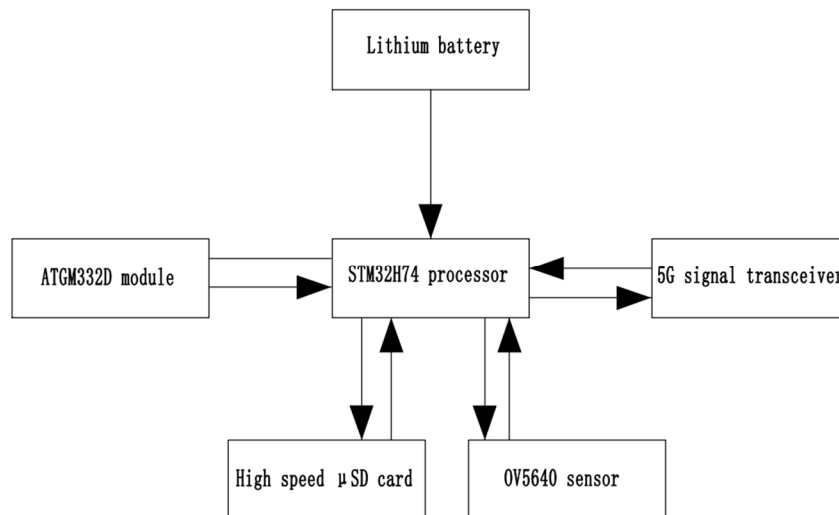 Lithium battery
ATGM332D module
STM32H74 processor
5G signal transceiver
High speed μSD card
OV5640 sensor